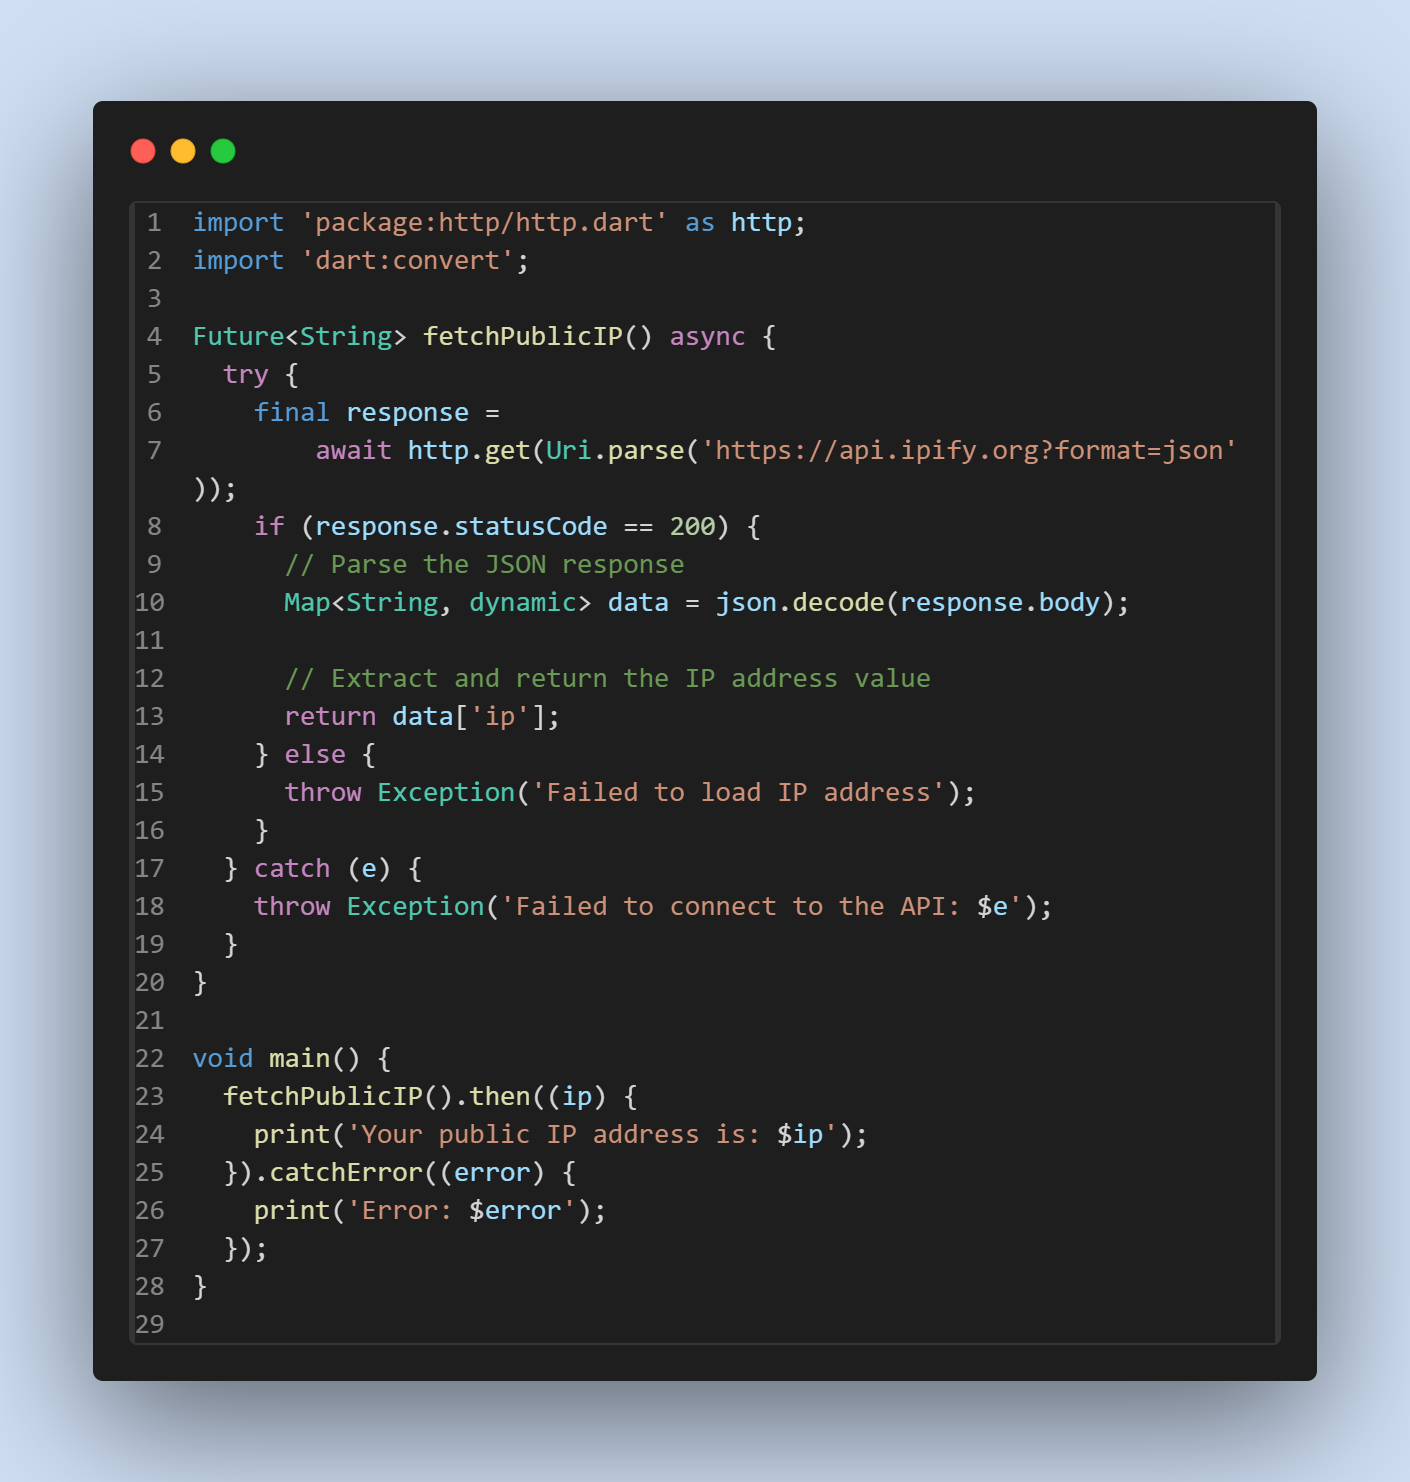 1 import 'package:http/http.dart' as http;
2 import 'dart:convert';
3
4 Future<String> fetchPublicIP() async {
5   try {
6     final response =
7         await http.get(Uri.parse('https://api.ipify.org?format=json'
));
8     if (response.statusCode == 200) {
9       // Parse the JSON response
10       Map<String, dynamic> data = json.decode(response.body);
11
12       // Extract and return the IP address value
13       return data['ip'];
14     } else {
15       throw Exception('Failed to load IP address');
16     }
17   } catch (e) {
18     throw Exception('Failed to connect to the API: $e');
19   }
20 }
21
22 void main() {
23   fetchPublicIP().then((ip) {
24     print('Your public IP address is: $ip');
25   }).catchError((error) {
26     print('Error: $error');
27   });
28 }
29